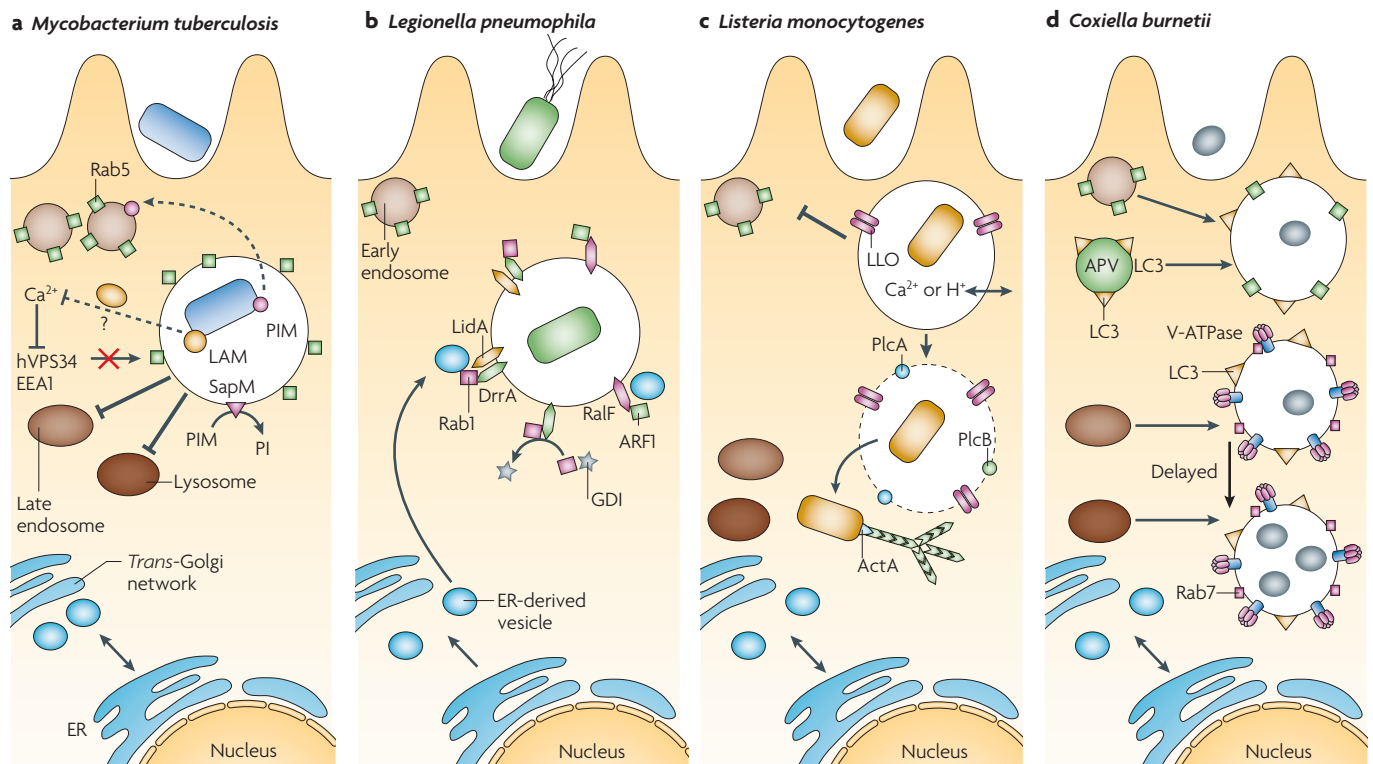 a Mycobacterium tuberculosis
Rab5
Ca²⁺
?
hVPS34
EEA1
PIM
LAM
SapM
PIM
PI
Late
endosome
Lysosome
Trans-Golgi
network
ER
Nucleus
b Legionella pneumophila
Early
endosome
LidA
DrrA
Rab1
RalF
ARF1
GDI
ER-derived
vesicle
Nucleus
c Listeria monocytogenes
LLO
Ca²⁺ or H⁺
PlcA
PlcB
ActA
Nucleus
d Coxiella burnetii
APV
LC3
LC3
V-ATPase
LC3
Delayed
Rab7
Nucleus